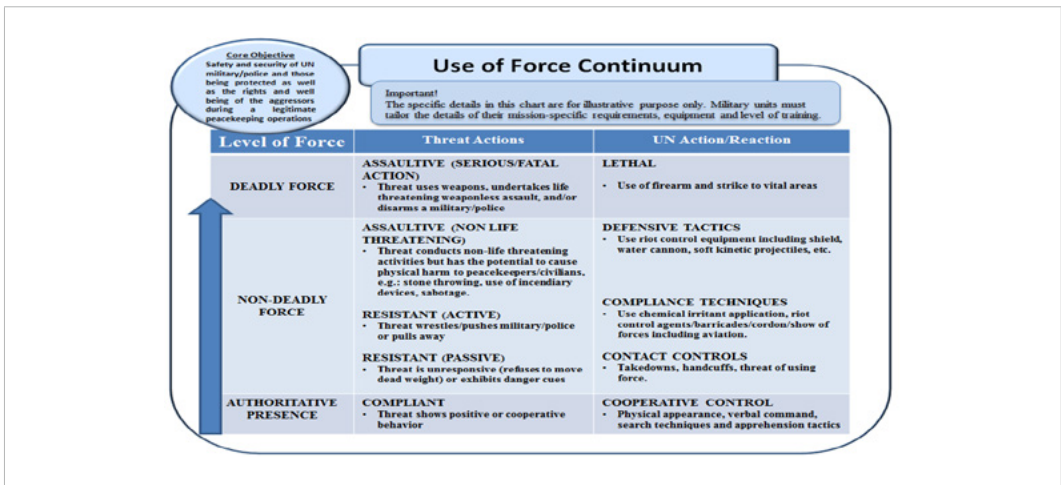 Core Objective
Safety and security of UN
military/police and those
being protected as well
as the rights and well
being of the aggressors
during a legitimate
peacekeeping operations
Use of Force Continuum
Important!
The specific details in this chart are for illustrative purpose only. Military units must
tailor the details of their mission-specific requirements, equipment and level of training.
Level of Force
Threat Actions
UN Action/Reaction
DEADLY FORCE
ASSAULTIVE (SERIOUS/FATAL
ACTION)
• Threat uses weapons, undertakes life
threatening weaponless assault, and/or
disarms a military/police
LETHAL
• Use of firearm and strike to vital areas
NON-DEADLY
FORCE
ASSAULTIVE (NON LIFE
THREATENING)
• Threat conducts non-life threatening
activities but has the potential to cause
physical harm to peacekeepers/civilians,
e.g.: stone throwing, use of incendiary
devices, sabotage.
DEFENSIVE TACTICS
• Use riot control equipment including shield,
water cannon, soft kinetic projectiles, etc.
RESISTANT (ACTIVE)
• Threat wrestles/pushes military/police
or pulls away
COMPLIANCE TECHNIQUES
• Use chemical irritant application, riot
control agents/barricades/cordon/show of
forces including aviation.
RESISTANT (PASSIVE)
• Threat is unresponsive (refuses to move
dead weight) or exhibits danger cues
CONTACT CONTROLS
• Takedowns, handcuffs, threat of using
force.
AUTHORITATIVE
PRESENCE
COMPLIANT
• Threat shows positive or cooperative
behavior
COOPERATIVE CONTROL
• Physical appearance, verbal command,
search techniques and apprehension tactics